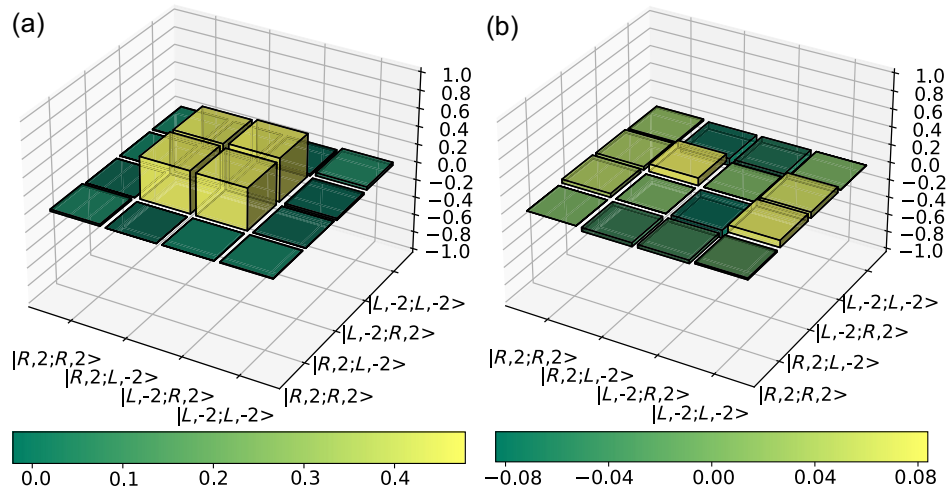 (a)
1.0
0.8
0.6
0.4
0.2
0.0
−0.2
−0.4
−0.6
−0.8
−1.0
|L,-2;L,-2>
|L,-2;R,2>
|R,2;L,-2>
|R,2;R,2>
|R,2;R,2>
|R,2;L,-2>
|L,-2;R,2>
|L,-2;L,-2>
0.0 0.1 0.2 0.3 0.4
(b)
1.0
0.8
0.6
0.4
0.2
0.0
−0.2
−0.4
−0.6
−0.8
−1.0
|L,-2;L,-2>
|L,-2;R,2>
|R,2;L,-2>
|R,2;R,2>
|R,2;R,2>
|R,2;L,-2>
|L,-2;R,2>
|L,-2;L,-2>
−0.08 −0.04 0.00 0.04 0.08